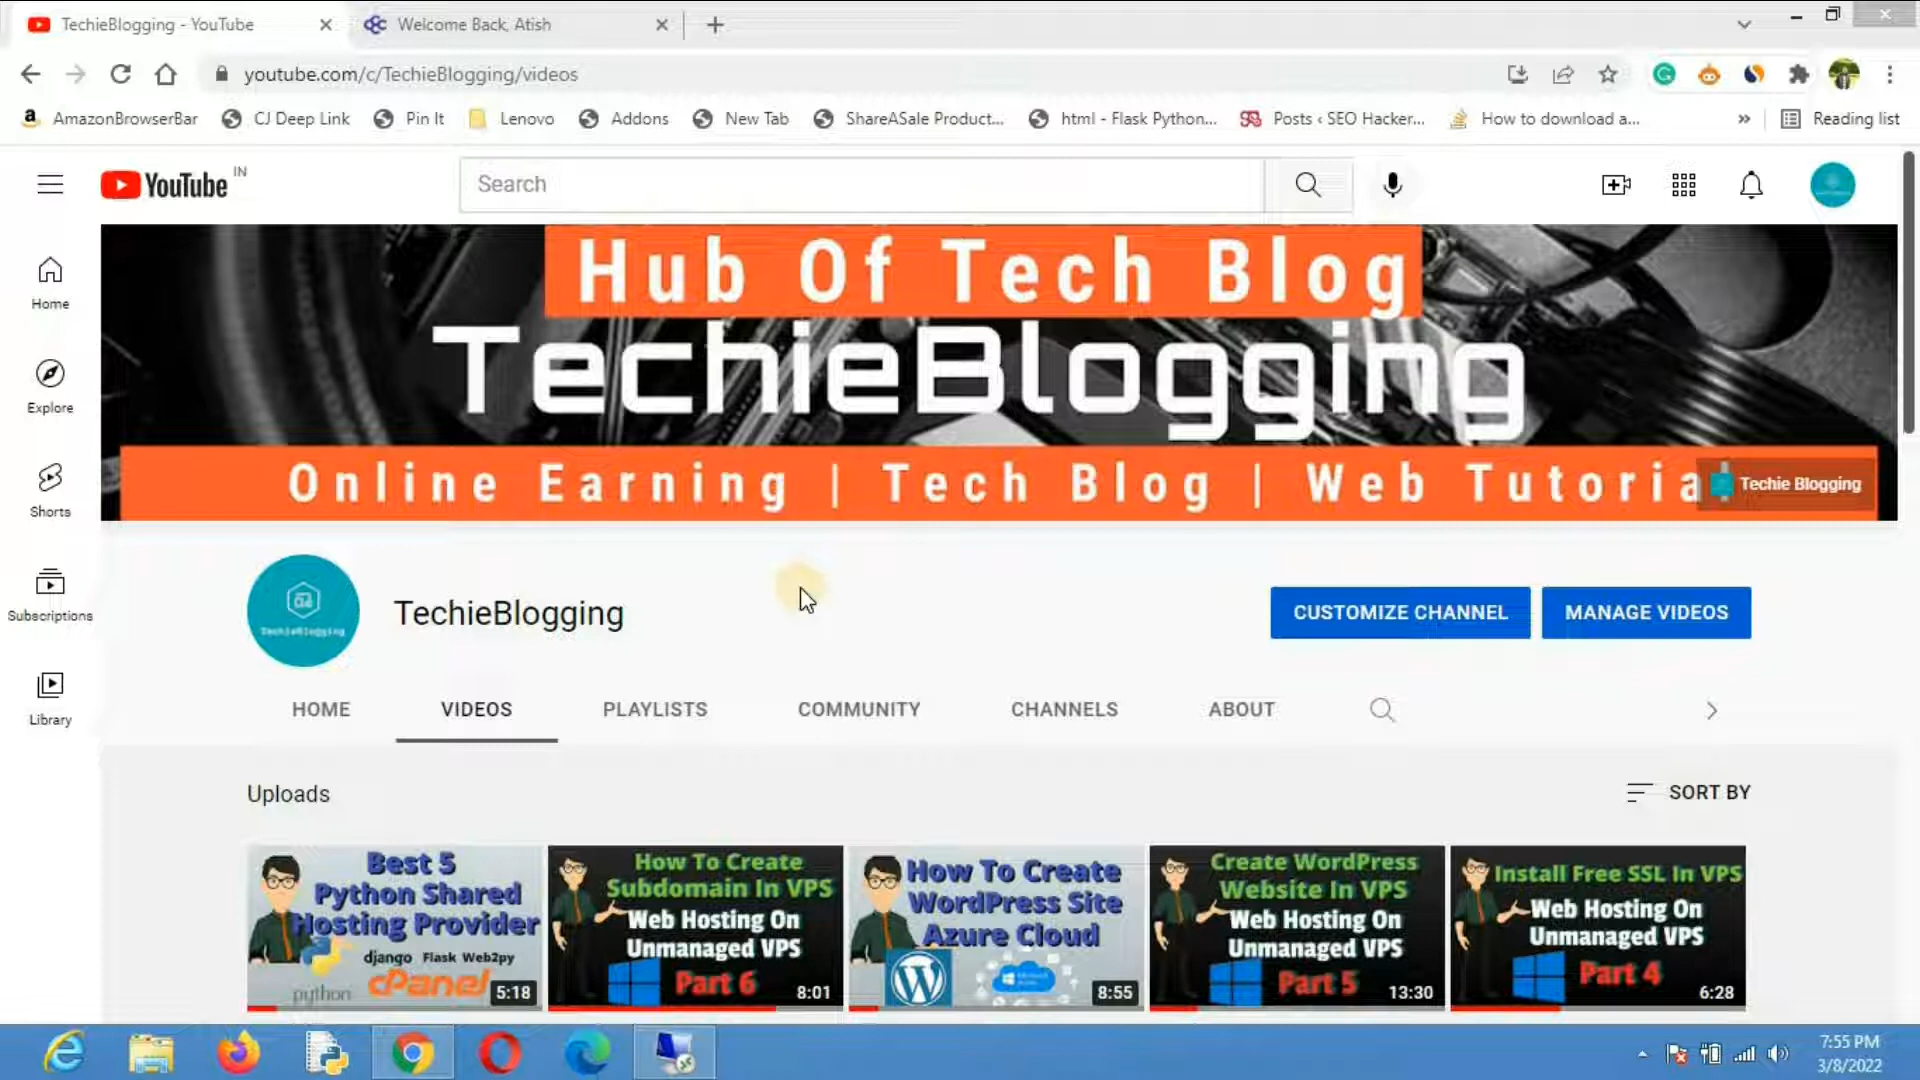 TechieBlogging - YouTube
Welcome Back, Atish
youtube.com/c/TechieBlogging/videos
AmazonBrowserBar
CJ Deep Link
Pin It
Lenovo
Addons
New Tab
ShareASale Product...
html - Flask Python...
Posts ‹ SEO Hacker...
How to download a...
»
Reading list
YouTube IN
Search
Hub Of Tech Blog
TechieBlogging
Online Earning | Tech Blog | Web Tutoria
Techie Blogging
Home
Explore
Shorts
Subscriptions
Library
TechieBlogging
TechieBlogging
CUSTOMIZE CHANNEL
MANAGE VIDEOS
HOME
VIDEOS
PLAYLISTS
COMMUNITY
CHANNELS
ABOUT
Uploads
SORT BY
Best 5
Python Shared
Hosting Provider
django Flask Web2py
python
cPanel
5:18
How To Create
Subdomain In VPS
Web Hosting On
Unmanaged VPS
Part 6
8:01
How To Create
WordPress Site
Azure Cloud
8:55
Create WordPress
Website In VPS
Web Hosting On
Unmanaged VPS
Part 5
13:30
Install Free SSL In VPS
Web Hosting On
Unmanaged VPS
Part 4
6:28
7:55 PM
3/8/2022